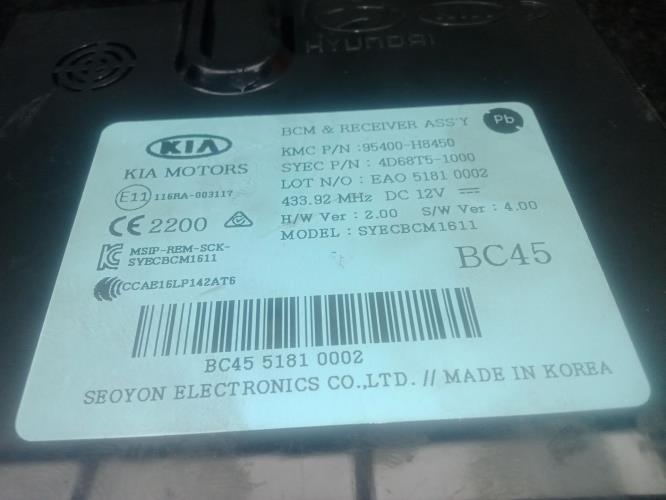 HYUNDAI
KIA
KIA MOTORS
E11 116RA-003117
CE 2200
MSIP-REM-SCK-
SYECBCM1611
CCAE16LP142AT6
BCM & RECEIVER ASS'Y
Pb
KMC P/N :95400-H8450
SYEC P/N : 4D68T5-1000
LOT N/O : EAO 5181 0002
433.92 MHz DC 12V
H/W Ver : 2.00 S/W Ver : 4.00
MODEL : SYECBCM1611
BC45
BC45 5181 0002
SEOYON ELECTRONICS CO.,LTD. // MADE IN KOREA